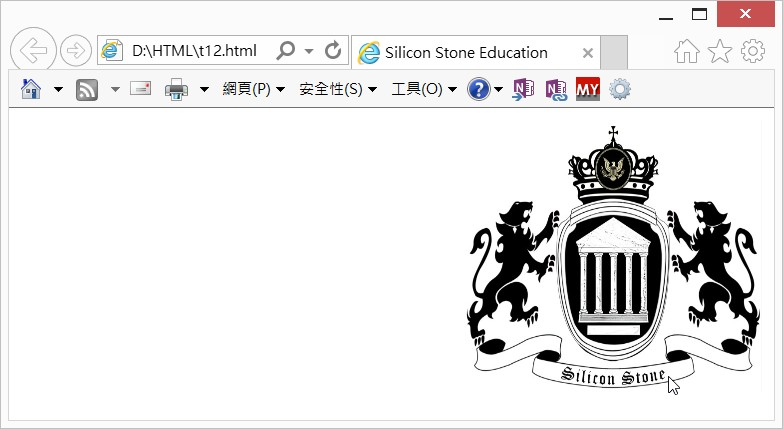 D:\HTML\t12.html
Silicon Stone Education
網頁(P) 安全性(S) 工具(O) MY
Silicon Stone